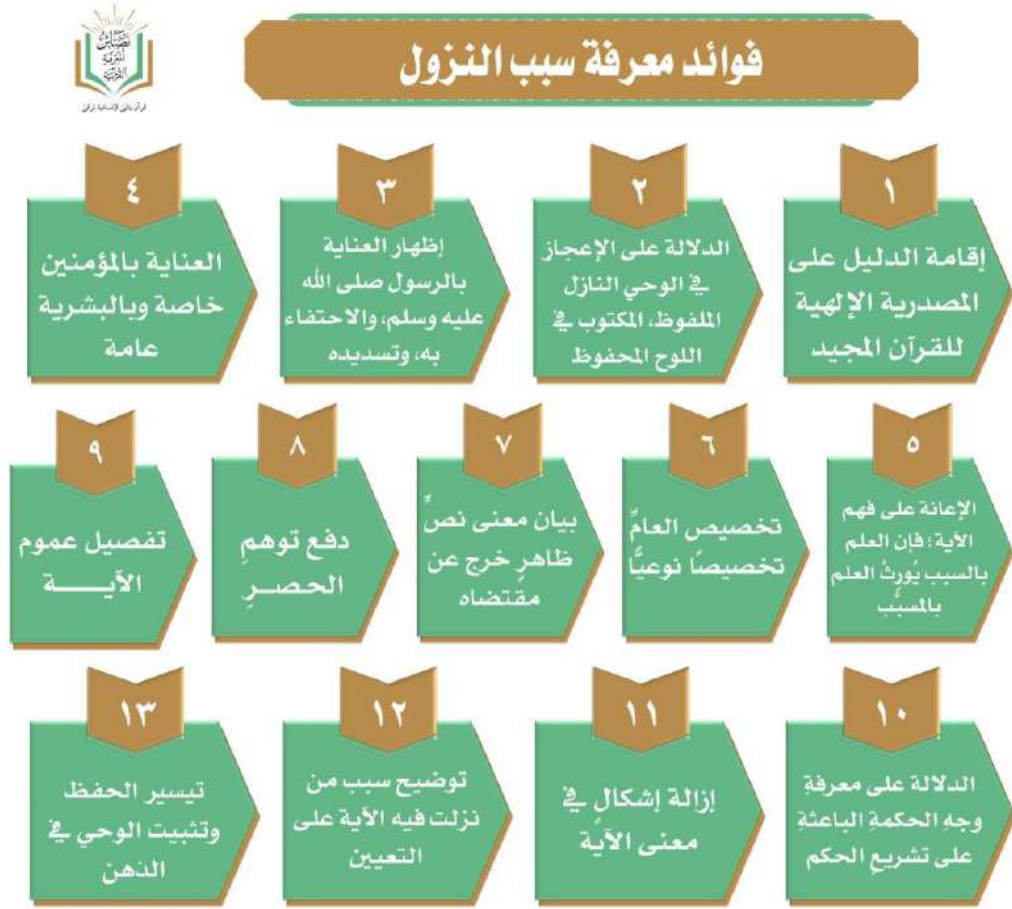 فوائد معرفة سبب النزول
١
إقامة الدليل على
المصدرية الإلهية
للقرآن المجيد
٢
الدلالة على الإعجاز
في الوحي النازل
الملفوظ، المكتوب في
اللوح المحفوظ
٣
إظهار العناية
بالرسول صلى الله
عليه وسلم، والاحتفاء
به، وتسديده
٤
العناية بالمؤمنين
خاصة وبالبشرية
عامة
٥
الإعانة على فهم
الآية؛ فإن العلم
بالسبب يُورثُ العلم
بالمسبَّب
٦
تخصيص العامِّ
تخصيصًا نوعيًّا
٧
بيان معنى نصٍّ
ظاهرٍ خرج عن
مقتضاه
٨
دفع توهمِ
الحصرِ
٩
تفصيل عموم
الآيـــــة
١٠
الدلالة على معرفةِ
وجهِ الحكمةِ الباعثةِ
على تشريعِ الحكم
١١
إزالة إشكالٍ في
معنى الآية
١٢
توضيح سبب من
نزلت فيه الآية على
التعيين
١٣
تيسير الحفظ
وتثبيت الوحي في
الذهن